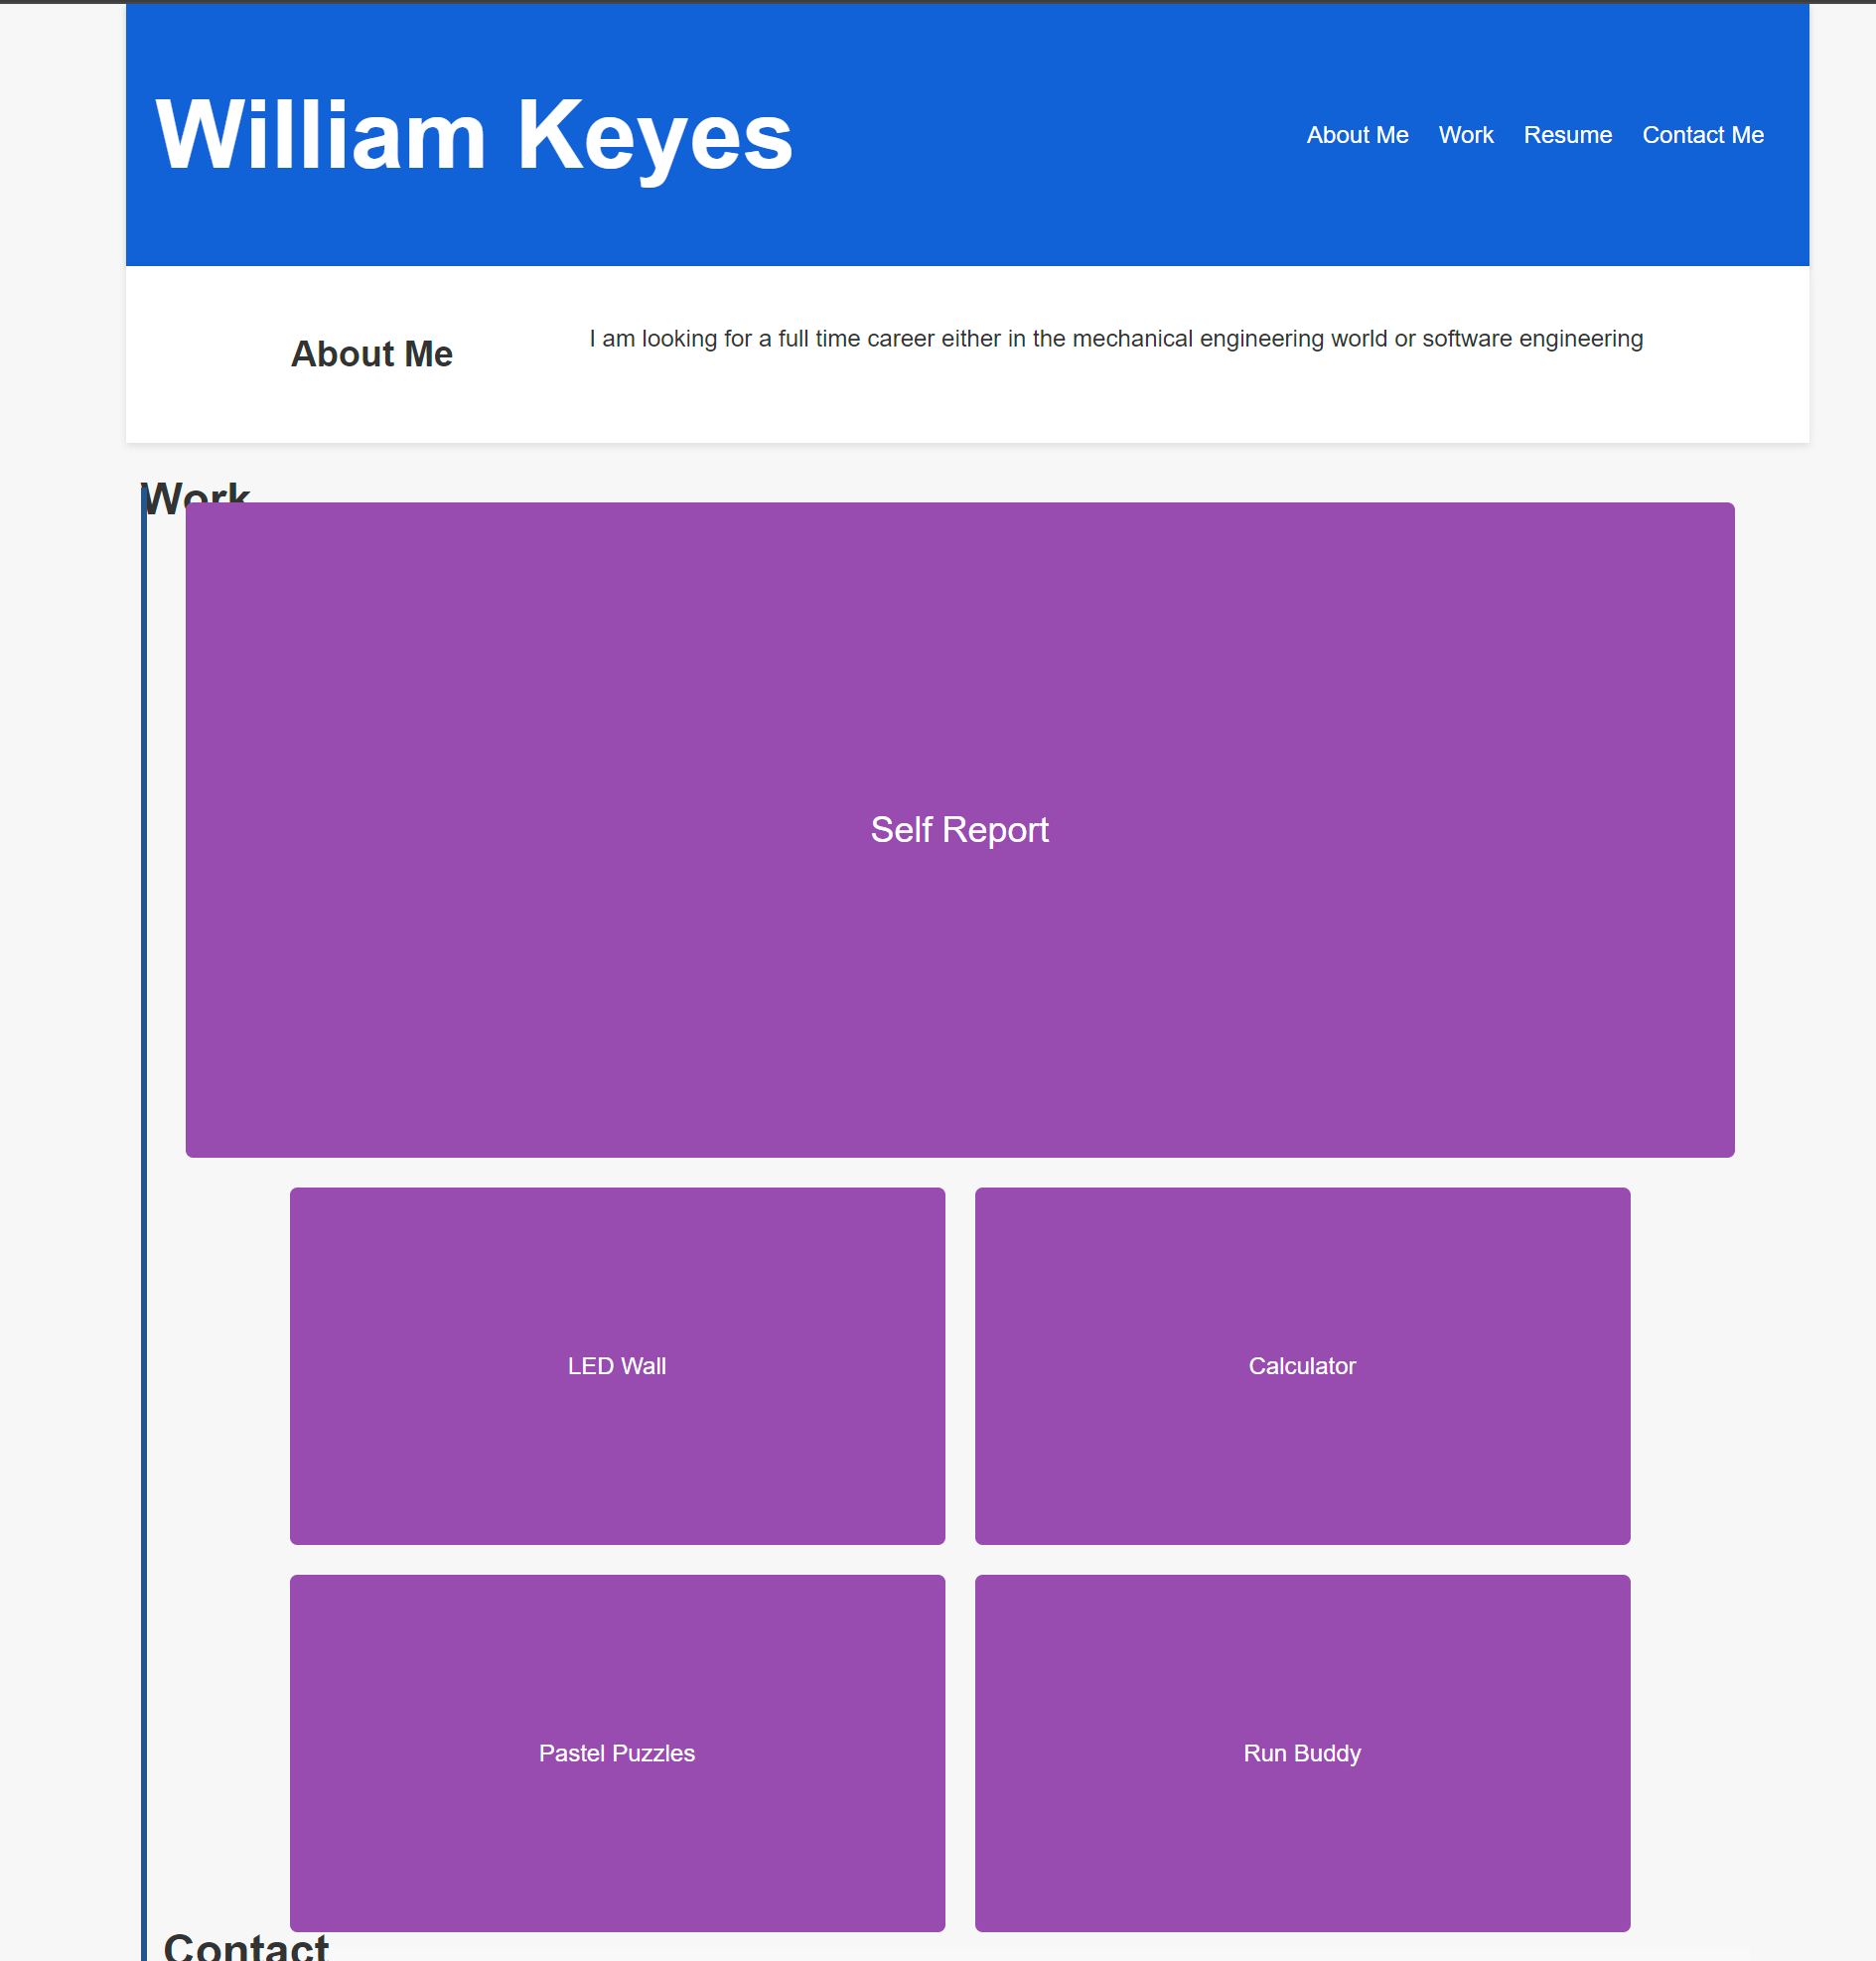 William Keyes
About Me Work Resume Contact Me
About Me
I am looking for a full time career either in the mechanical engineering world or software engineering
Work
Self Report
LED Wall
Calculator
Pastel Puzzles
Run Buddy
Contact